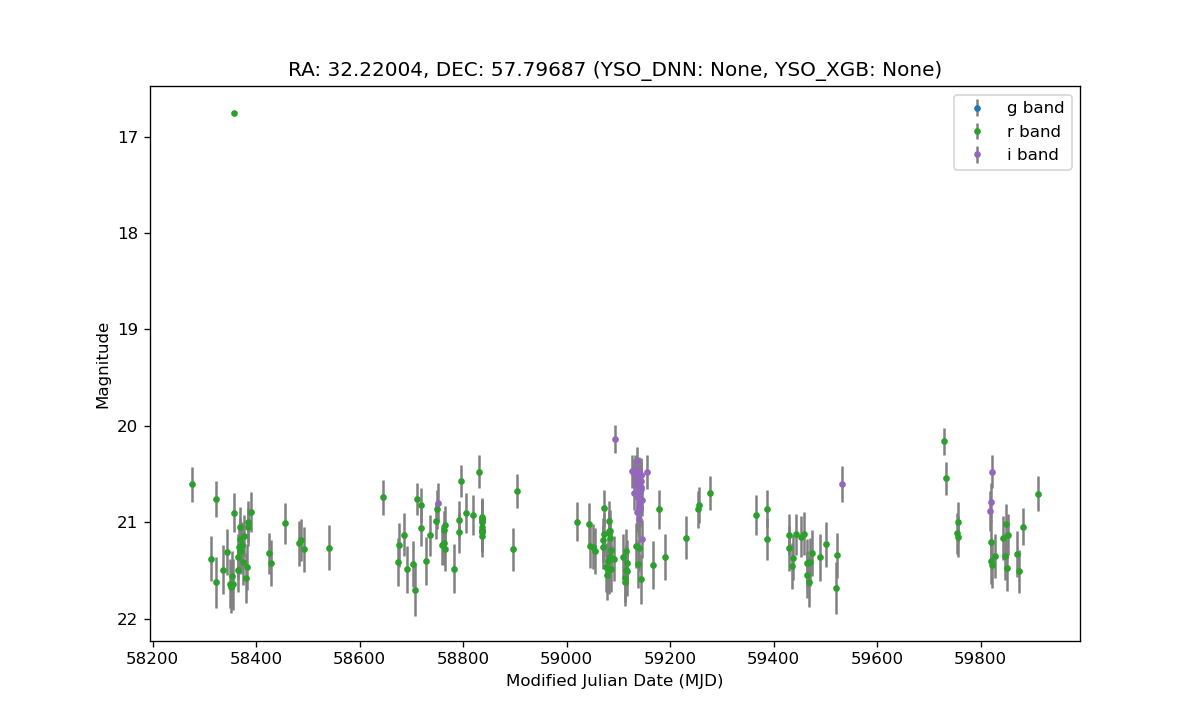 RA: 32.22004, DEC: 57.79687 (YSO_DNN: None, YSO_XGB: None)
g band
r band
i band
17
18
19
20
21
22
Magnitude
58200 58400 58600 58800 59000 59200 59400 59600 59800
Modified Julian Date (MJD)